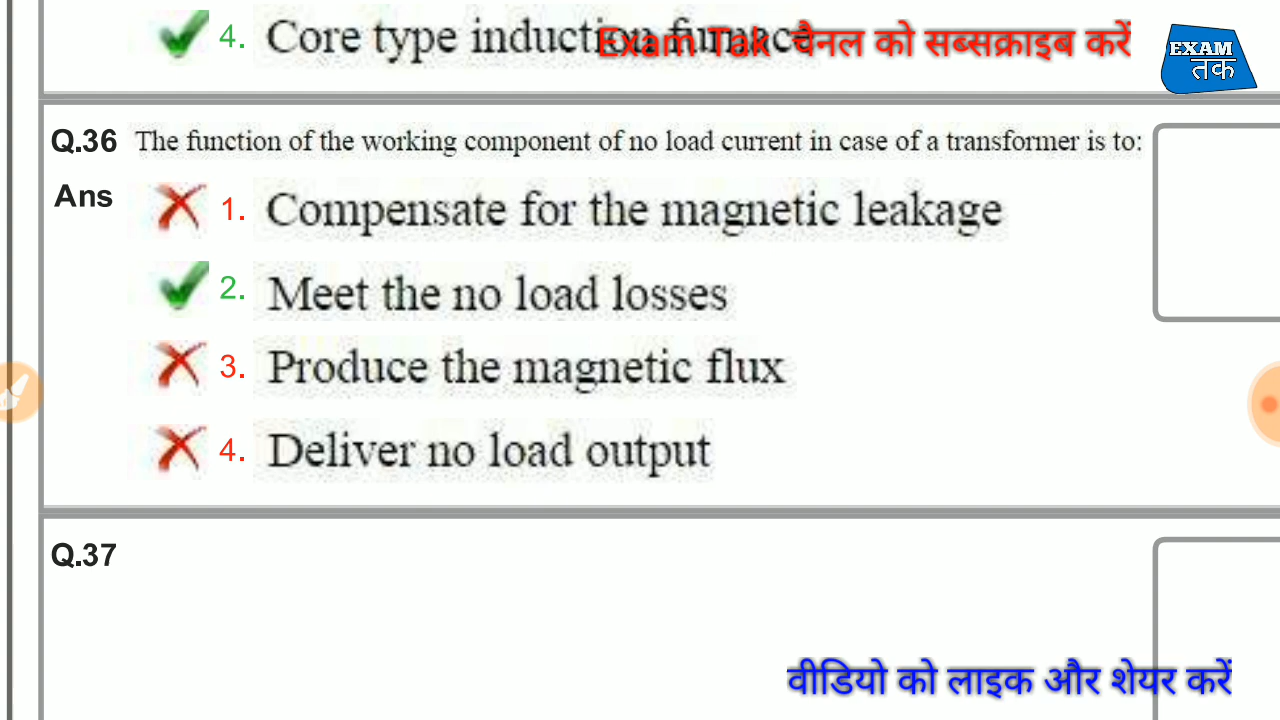 4. Core type induction furnace
Exam Tak चैनल को सब्सक्राइब करें
EXAM
तक
Q.36 The function of the working component of no load current in case of a transformer is to:
Ans
1. Compensate for the magnetic leakage
2. Meet the no load losses
3. Produce the magnetic flux
4. Deliver no load output
Q.37
वीडियो को लाइक और शेयर करें